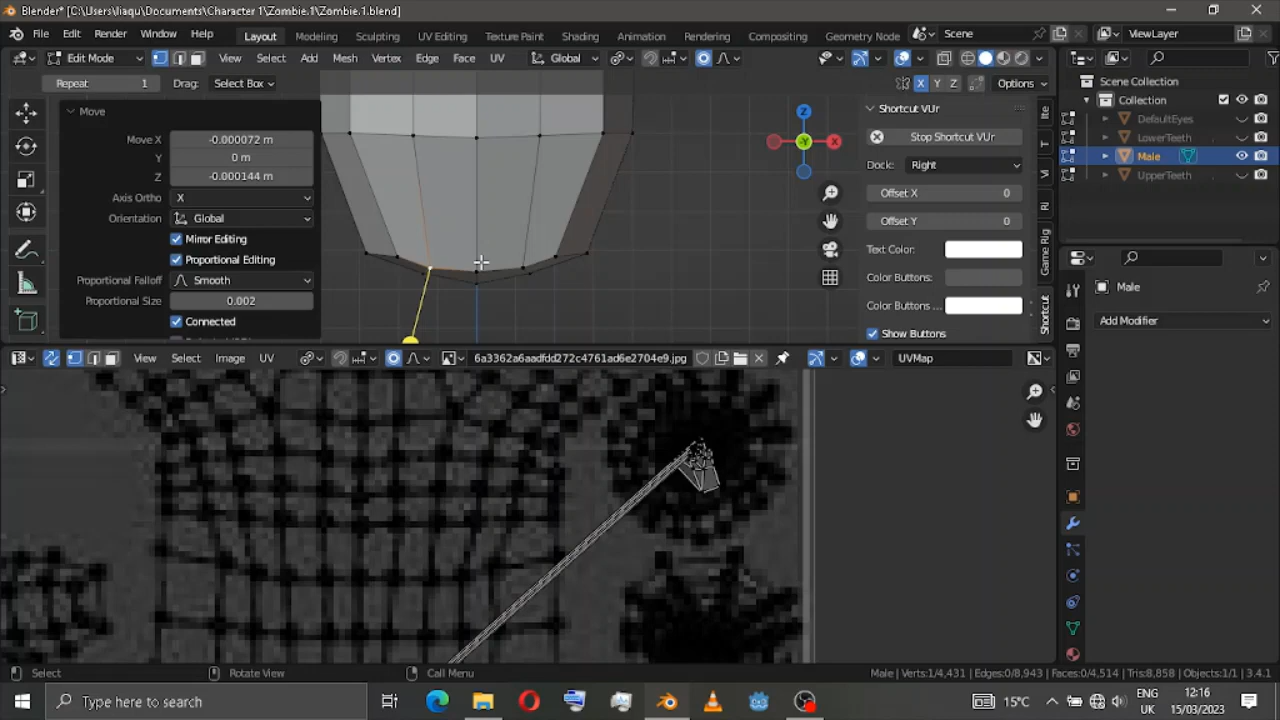 Blender* [C:\Users\liaqu\Documents\Character 1\Zombie.1\Zombie.1.blend]
File Edit Render Window Help Layout Modeling Sculpting UV Editing Texture Paint Shading Animation Rendering Compositing Geometry Node Scene ViewLayer
Edit Mode View Select Add Mesh Vertex Edge Face UV Global
Repeat 1 Drag: Select Box X Y Z Options
Move
Move X -0.000072 m
Y 0 m
Z -0.000144 m
Axis Ortho X
Orientation Global
Mirror Editing
Proportional Editing
Proportional Falloff Smooth
Proportional Size 0.002
Connected
Z
-Y X
Shortcut VUr
Stop Shortcut VUr
Dock: Right
Offset X 0
Offset Y 0
Text Color:
Color Buttons:
Color Buttons ...
Show Buttons
Game Rig
Shortcut
Scene Collection
Collection
DefaultEyes
LowerTeeth
Male
UpperTeeth
Male
Add Modifier
View Select Image UV 6a3362a6aadfdd272c4761ad6e2704e9.jpg UVMap
Select Rotate View Call Menu Male | Verts:1/4,431 | Edges:0/8,943 | Faces:0/4,514 | Tris:8,858 | Objects:1/1 | 3.4.1
Type here to search 15°C ENG UK 12:16 15/03/2023